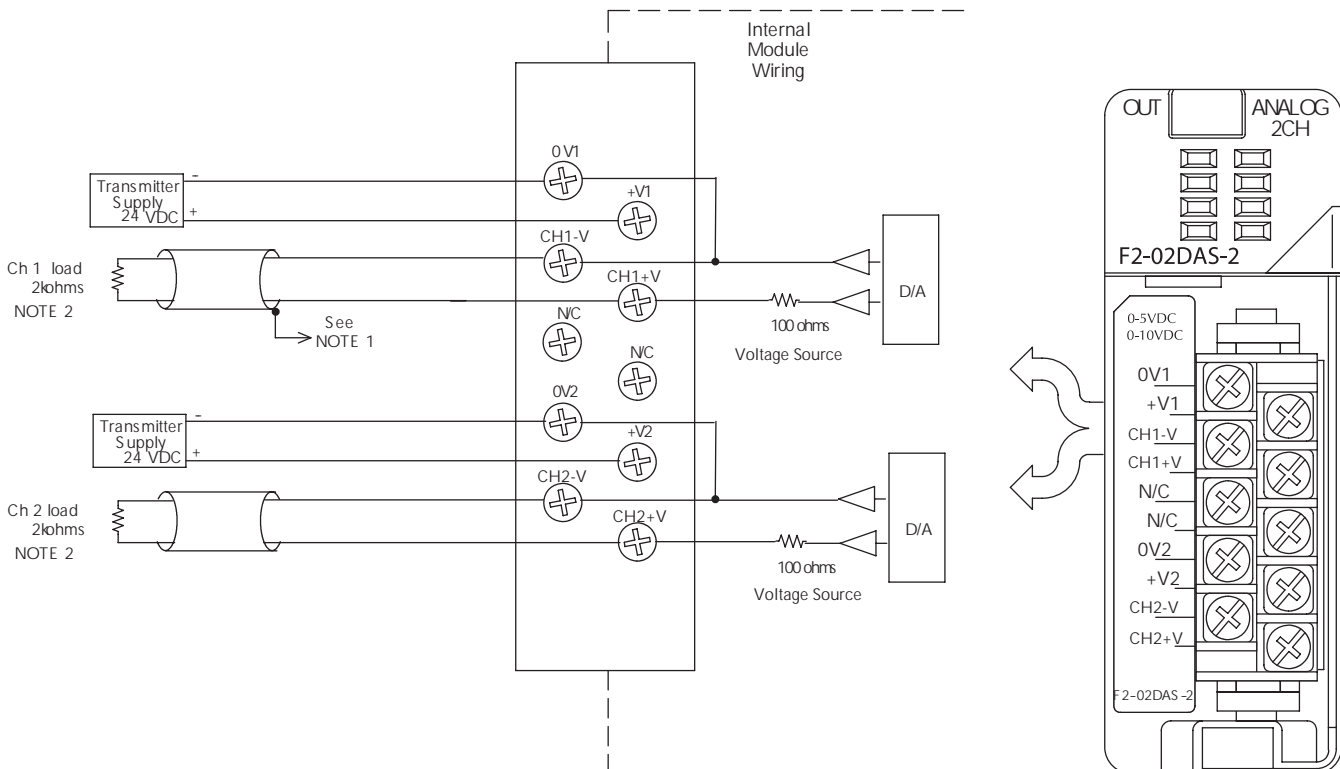 Internal
Module
Wiring
0V1
+V1
Transmitter
Supply
24 VDC
-
+
CH1-V
CH1+V
Ch 1 load
2kohms
NOTE 2
See
NOTE 1
N/C
N/C
100 ohms
Voltage Source
D/A
0V2
+V2
Transmitter
Supply
24 VDC
-
+
CH2-V
CH2+V
Ch 2 load
2kohms
NOTE 2
100 ohms
Voltage Source
D/A
OUT
ANALOG
2CH
F2-02DAS-2
0-5VDC
0-10VDC
0V1
+V1
CH1-V
CH1+V
N/C
N/C
0V2
+V2
CH2-V
CH2+V
F2-02DAS-2